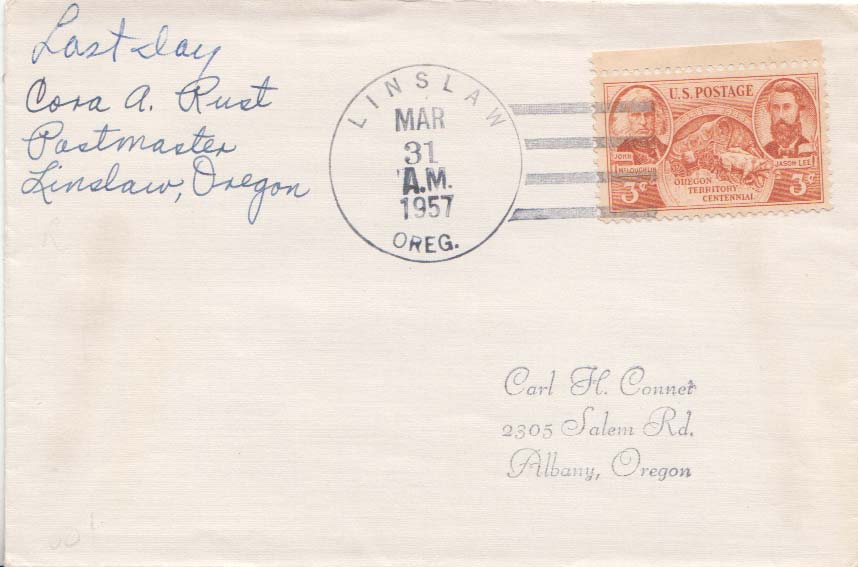 Last day
Cora A. Rust
Postmaster
Linslaw, Oregon
LINSLAW
MAR
31
A.M.
1957
OREG.
U.S. POSTAGE
JOHN
McLOUGHLIN
JASON LEE
3¢
OREGON
TERRITORY
CENTENNIAL
3¢
Carl H. Conner
2305 Salem Rd.
Albany, Oregon